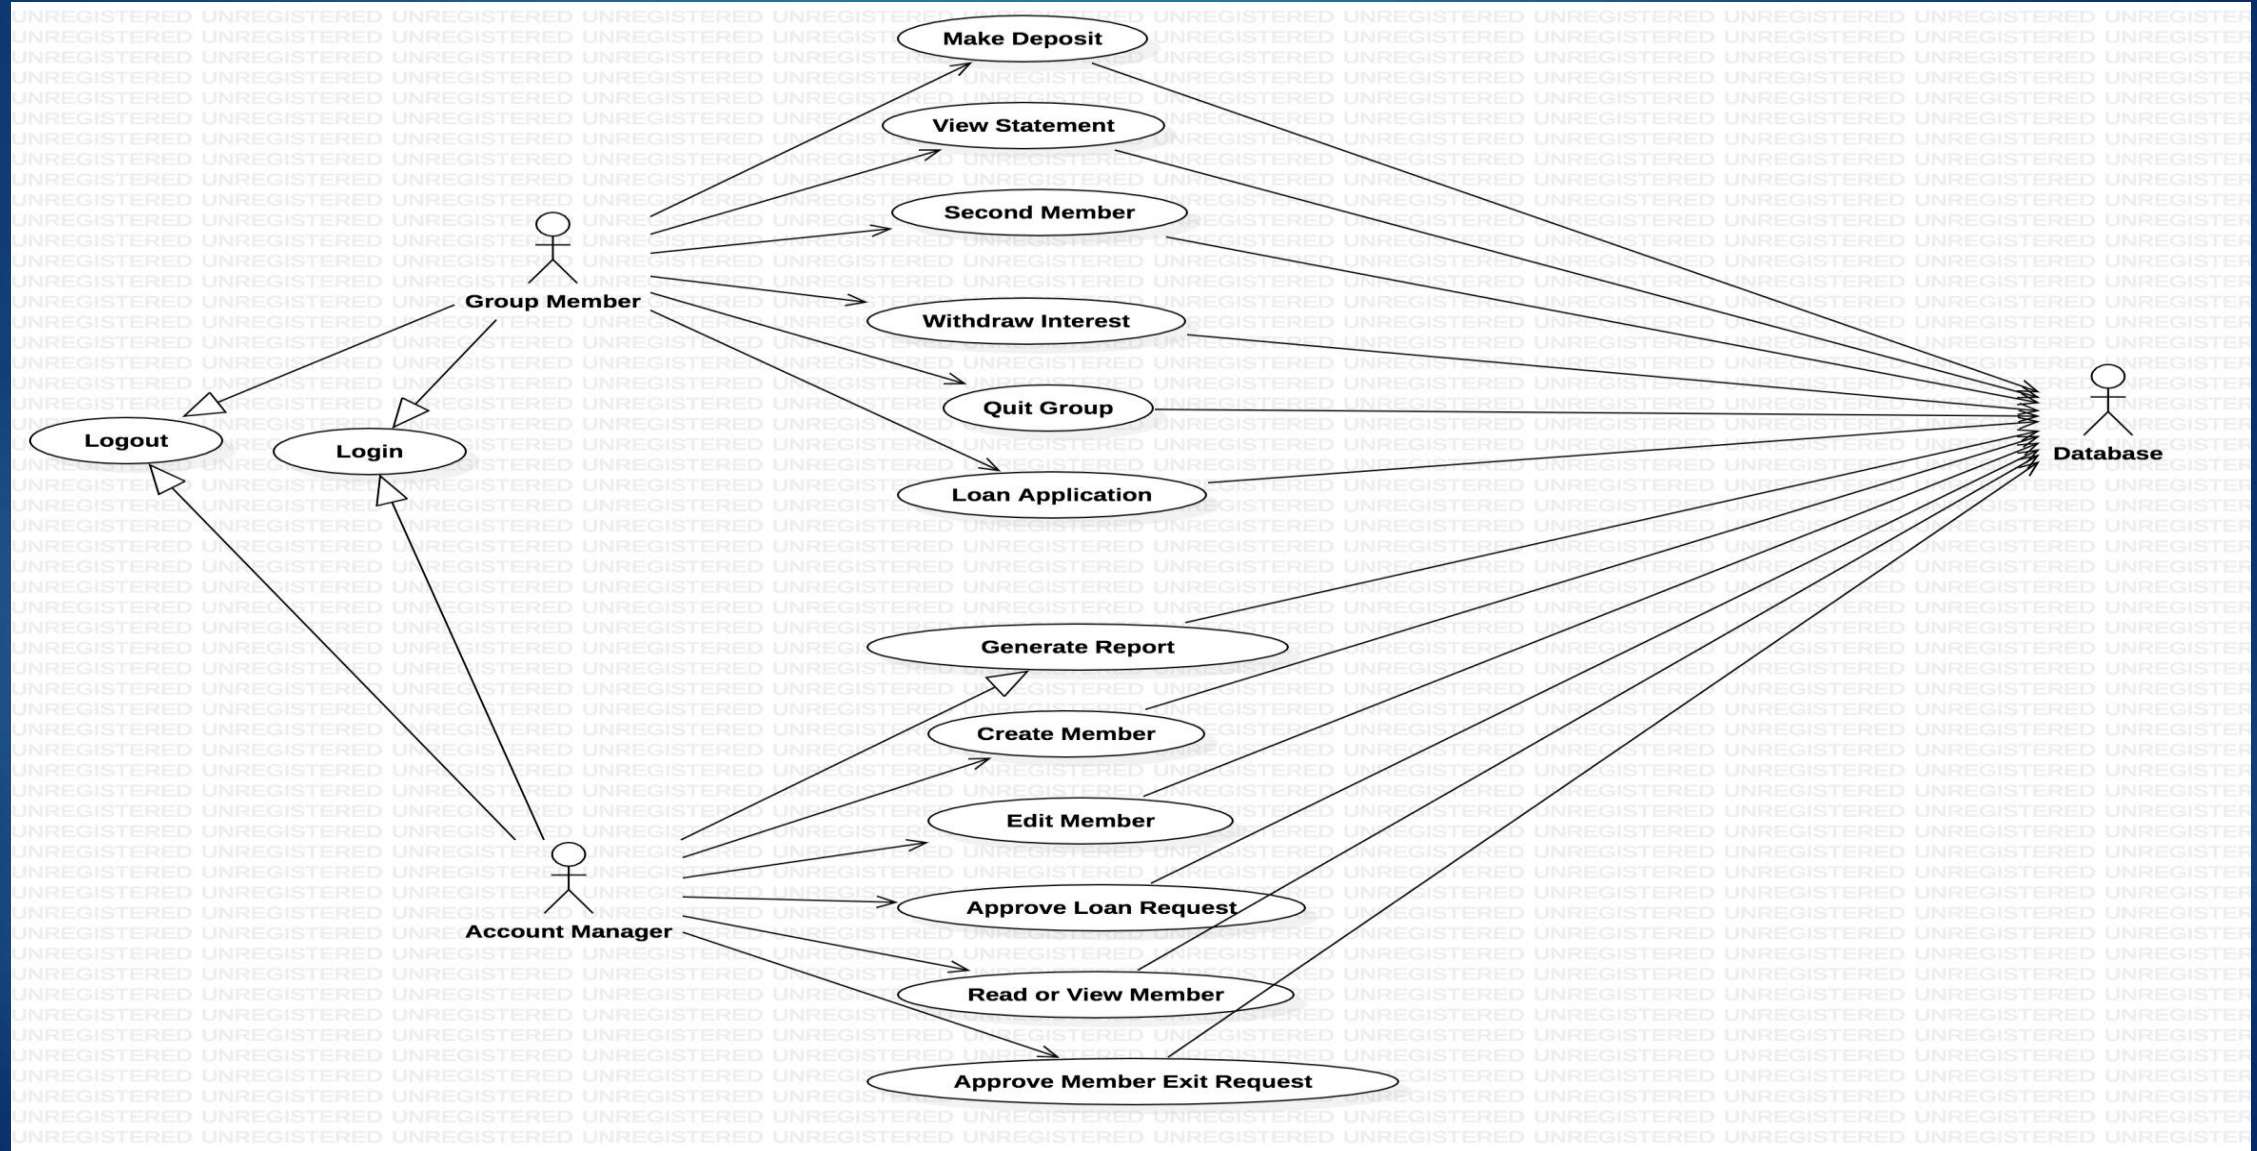 Make Deposit
View Statement
Second Member
Group Member
Withdraw Interest
Quit Group
Logout
Login
Loan Application
Database
Generate Report
Create Member
Edit Member
Approve Loan Request
Account Manager
Read or View Member
Approve Member Exit Request
UNREGISTERED